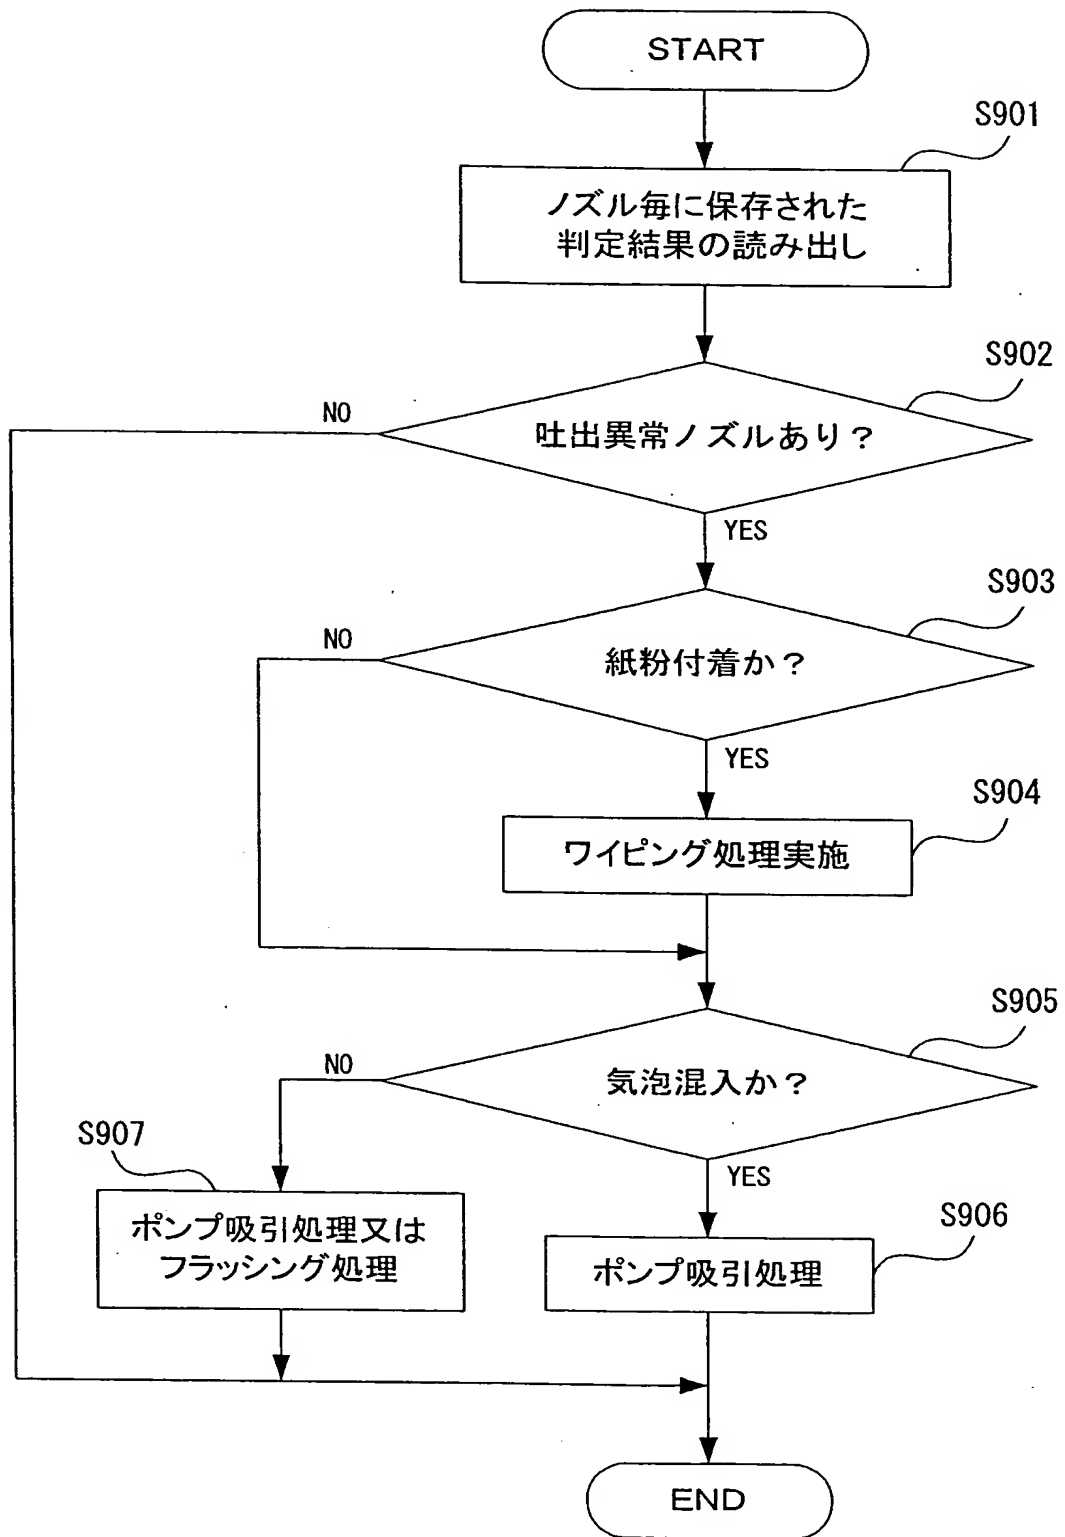 START
S901
ノズル毎に保存された
判定結果の読み出し
S902
NO
吐出異常ノズルあり？
YES
S903
NO
紙粉付着か？
YES
S904
ワイピング処理実施
S905
NO
気泡混入か？
S907
YES
ポンプ吸引処理又は
フラッシング処理
S906
ポンプ吸引処理
END